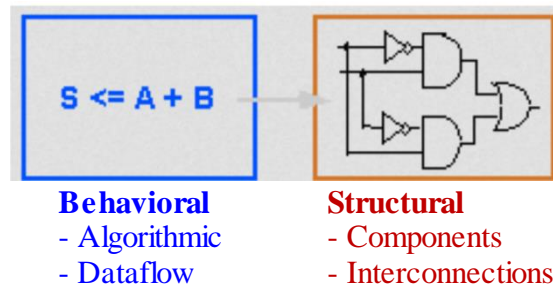 S <= A + B
Behavioral
- Algorithmic
- Dataflow
Structural
- Components
- Interconnections